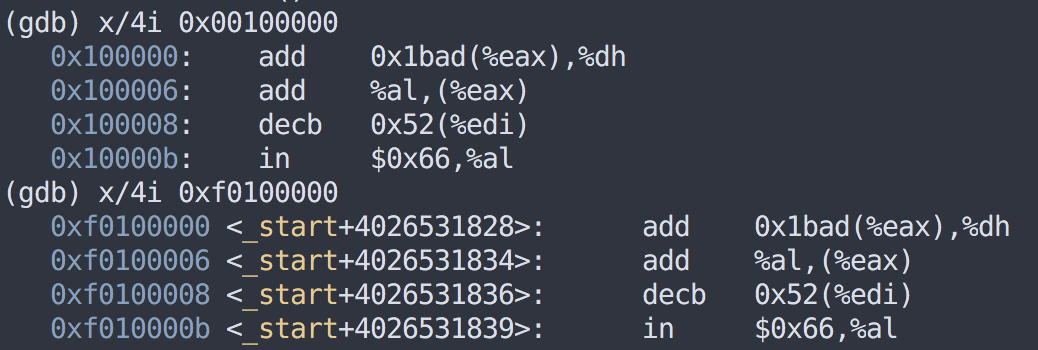 (gdb) x/4i 0x00100000
0x100000: add 0x1bad(%eax),%dh
0x100006: add %al,(%eax)
0x100008: decb 0x52(%edi)
0x10000b: in $0x66,%al
(gdb) x/4i 0xf0100000
0xf0100000 <_start+4026531828>: add 0x1bad(%eax),%dh
0xf0100006 <_start+4026531834>: add %al,(%eax)
0xf0100008 <_start+4026531836>: decb 0x52(%edi)
0xf010000b <_start+4026531839>: in $0x66,%al